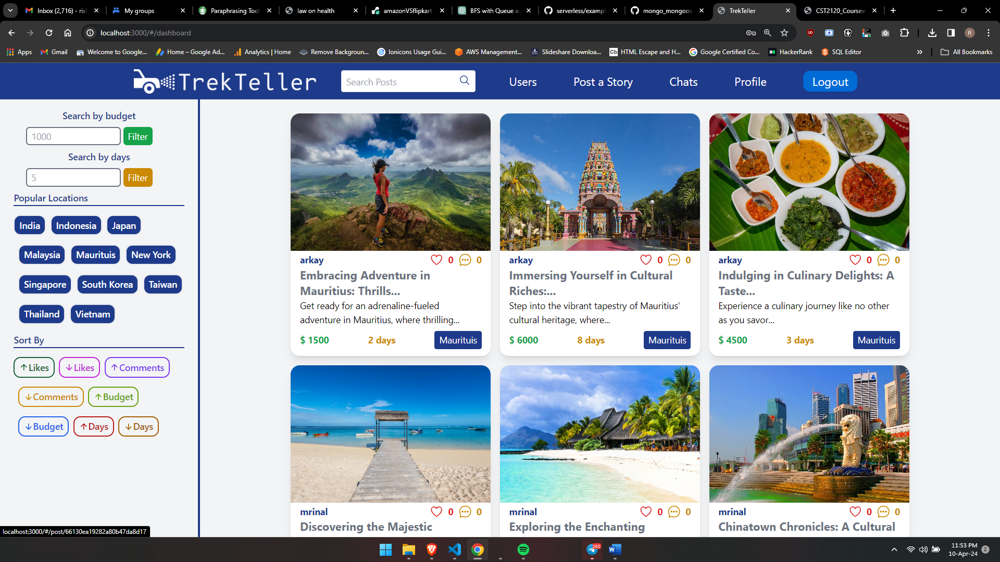 Inbox (2,716) - ris
My groups
Paraphrasing Tool
law on health
amazonVSflipkart
BFS with Queue a
serverless/exampl
mongo_mongoos
TrekTeller
CST2120_Coursew
localhost:3000/#/dashboard
R
Apps
Gmail
Welcome to Google...
Home – Google Ad...
Analytics | Home
Remove Backgroun...
Ionicons Usage Gui...
AWS Management...
Slideshare Downloa...
Cb
HTML Escape and H...
Google Certified Co...
HackerRank
SQL Editor
All Bookmarks
TrekTeller
Search Posts
Users
Post a Story
Chats
Profile
Logout
Search by budget
1000
Filter
Search by days
5
Filter
Popular Locations
India
Indonesia
Japan
Malaysia
Maurituis
New York
Singapore
South Korea
Taiwan
Thailand
Vietnam
Sort By
↑Likes
↓Likes
↑Comments
↓Comments
↑Budget
↓Budget
↑Days
↓Days
arkay
0
0
Embracing Adventure in
Mauritius: Thrills...
Get ready for an adrenaline-fueled
adventure in Mauritius, where thrilling...
$ 1500
2 days
Maurituis
arkay
0
0
Immersing Yourself in Cultural
Riches:...
Step into the vibrant tapestry of Mauritius'
cultural heritage, where...
$ 6000
8 days
Maurituis
arkay
0
0
Indulging in Culinary Delights: A
Taste...
Experience a culinary journey like no other
as you savor...
$ 4500
3 days
Maurituis
mrinal
0
0
Discovering the Majestic
mrinal
0
0
Exploring the Enchanting
mrinal
0
0
Chinatown Chronicles: A Cultural
localhost:3000/#/post/66130ea19282a80b47da8d17
260
11:53 PM
10-Apr-24
2